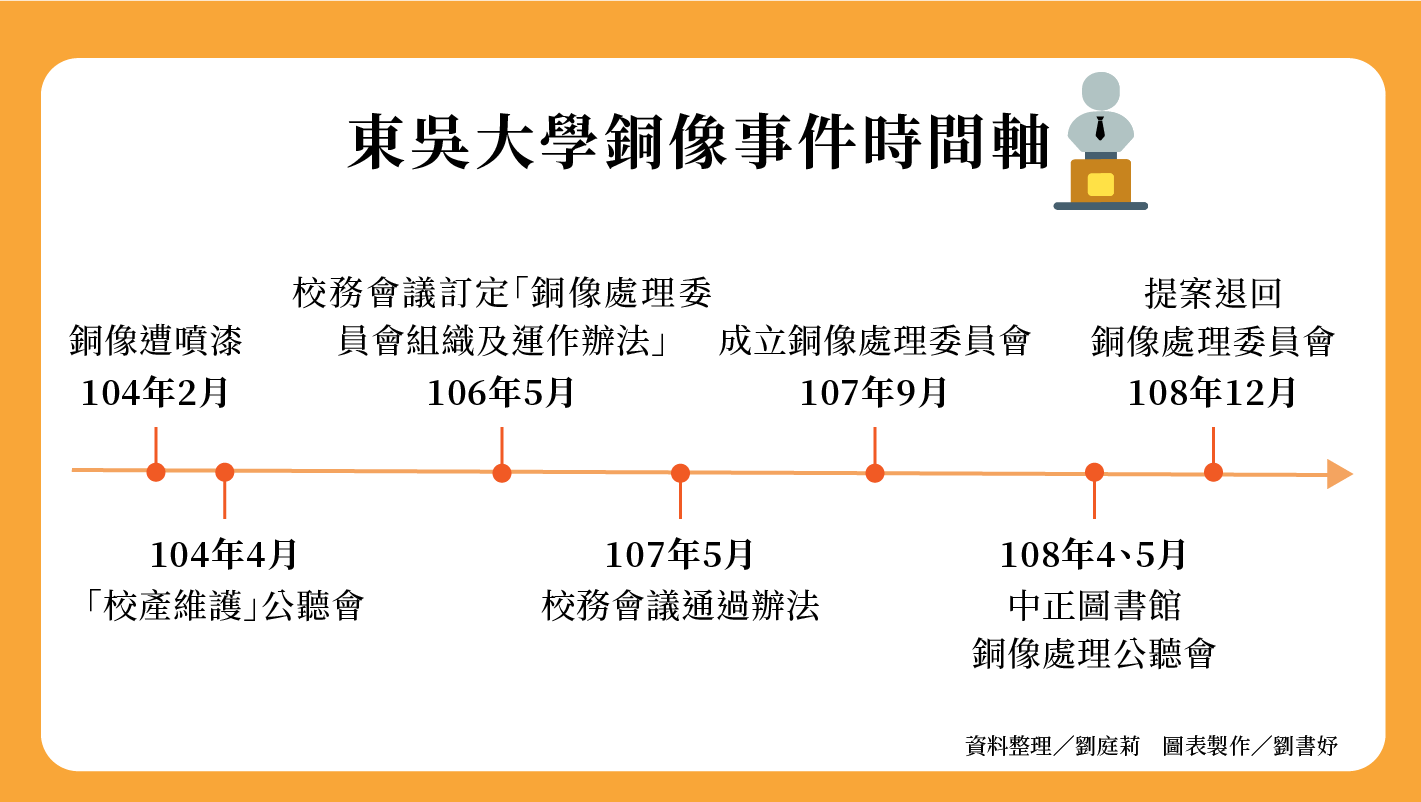 東吳大學銅像事件時間軸
銅像遭噴漆
104年2月
「校產維護」公聽會
104年4月
校務會議訂定「銅像處理委
員會組織及運作辦法」
106年5月
107年5月
校務會議通過辦法
成立銅像處理委員會
107年9月
108年4、5月
中正圖書館
銅像處理公聽會
提案退回
銅像處理委員會
108年12月
資料整理／劉庭莉　圖表製作／劉書妤